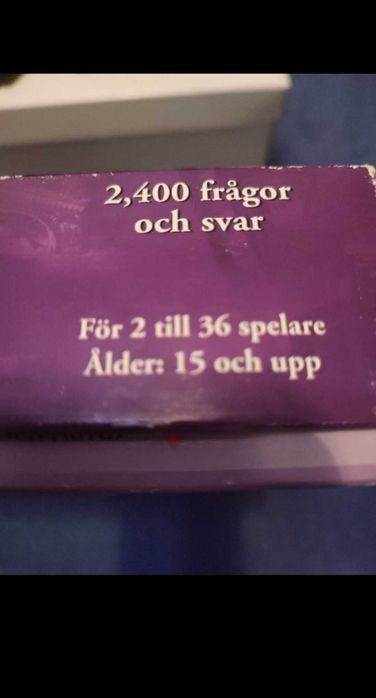 2,400 frågor
och svar
För 2 till 36 spelare
Ålder: 15 och upp